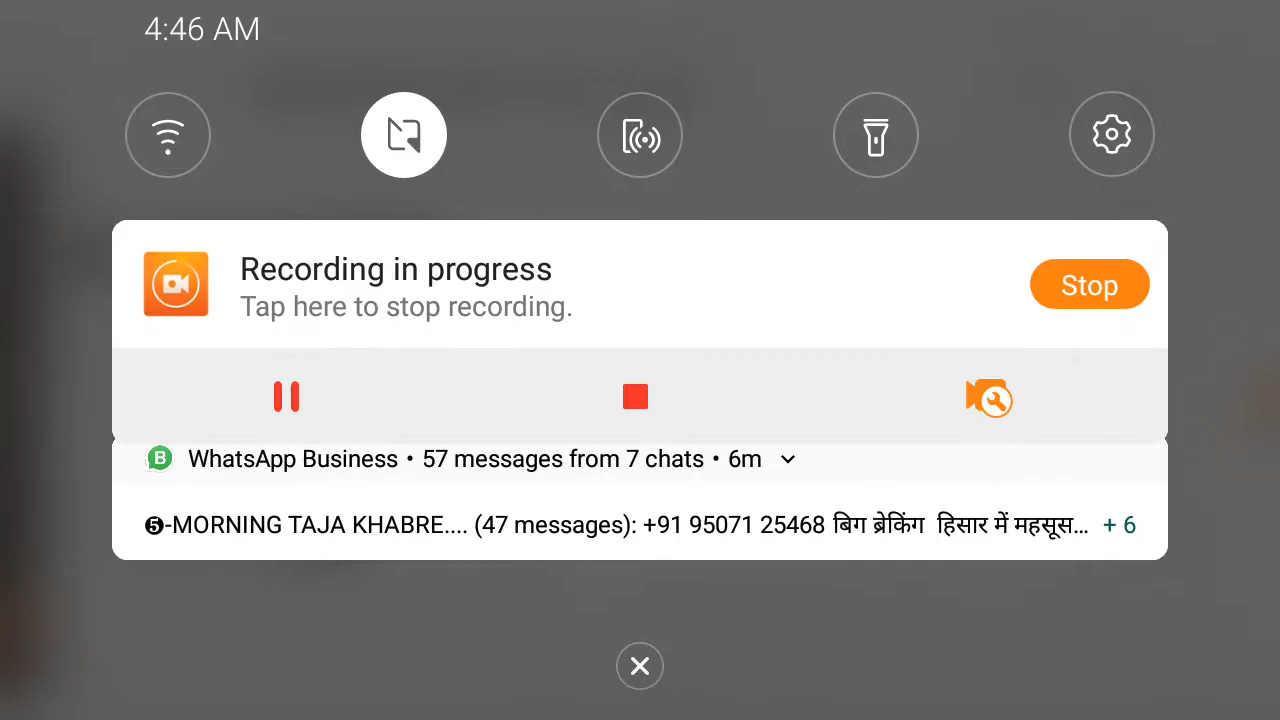 4:46 AM
Recording in progress
Tap here to stop recording.
Stop
WhatsApp Business • 57 messages from 7 chats • 6m
❺-MORNING TAJA KHABRE.... (47 messages): +91 95071 25468 बिग ब्रेकिंग हिसार में महसूस... + 6